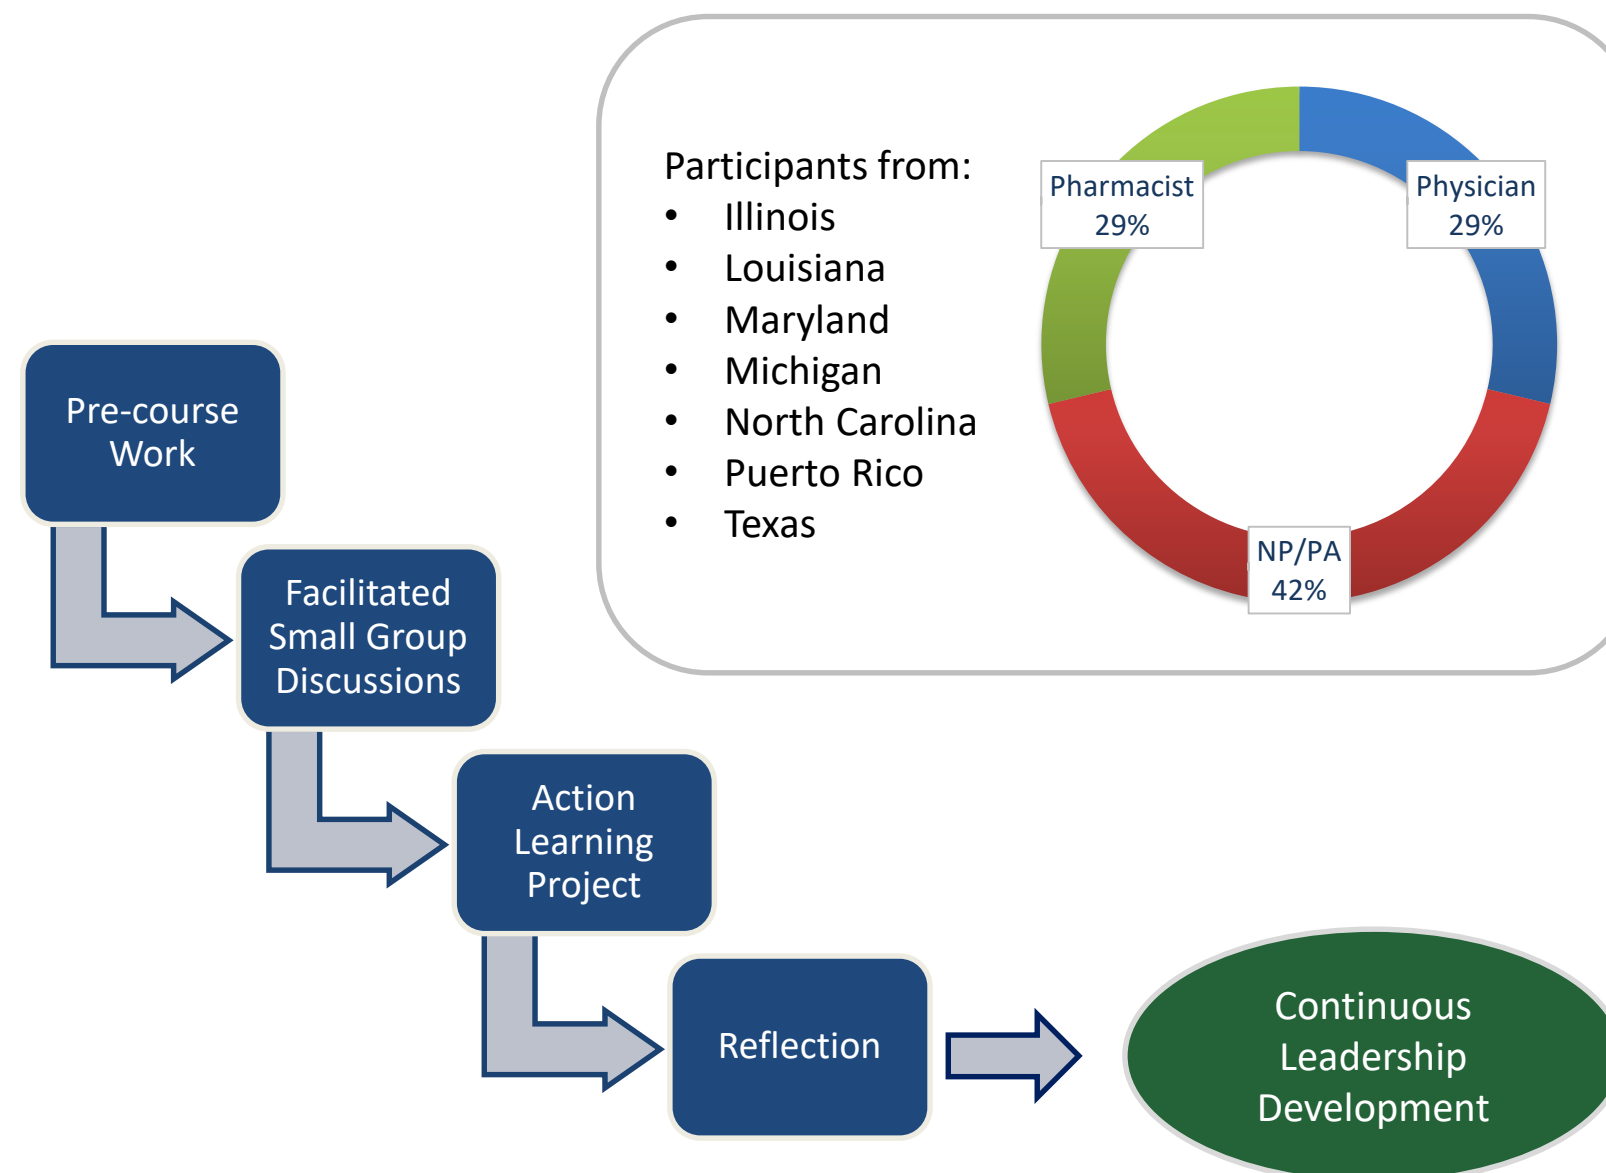 Participants from:
• Illinois
• Louisiana
• Maryland
• Michigan
• North Carolina
• Puerto Rico
• Texas
Pharmacist
29%
Physician
29%
NP/PA
42%
Pre-course
Work
Facilitated
Small Group
Discussions
Action
Learning
Project
Reflection
Continuous
Leadership
Development